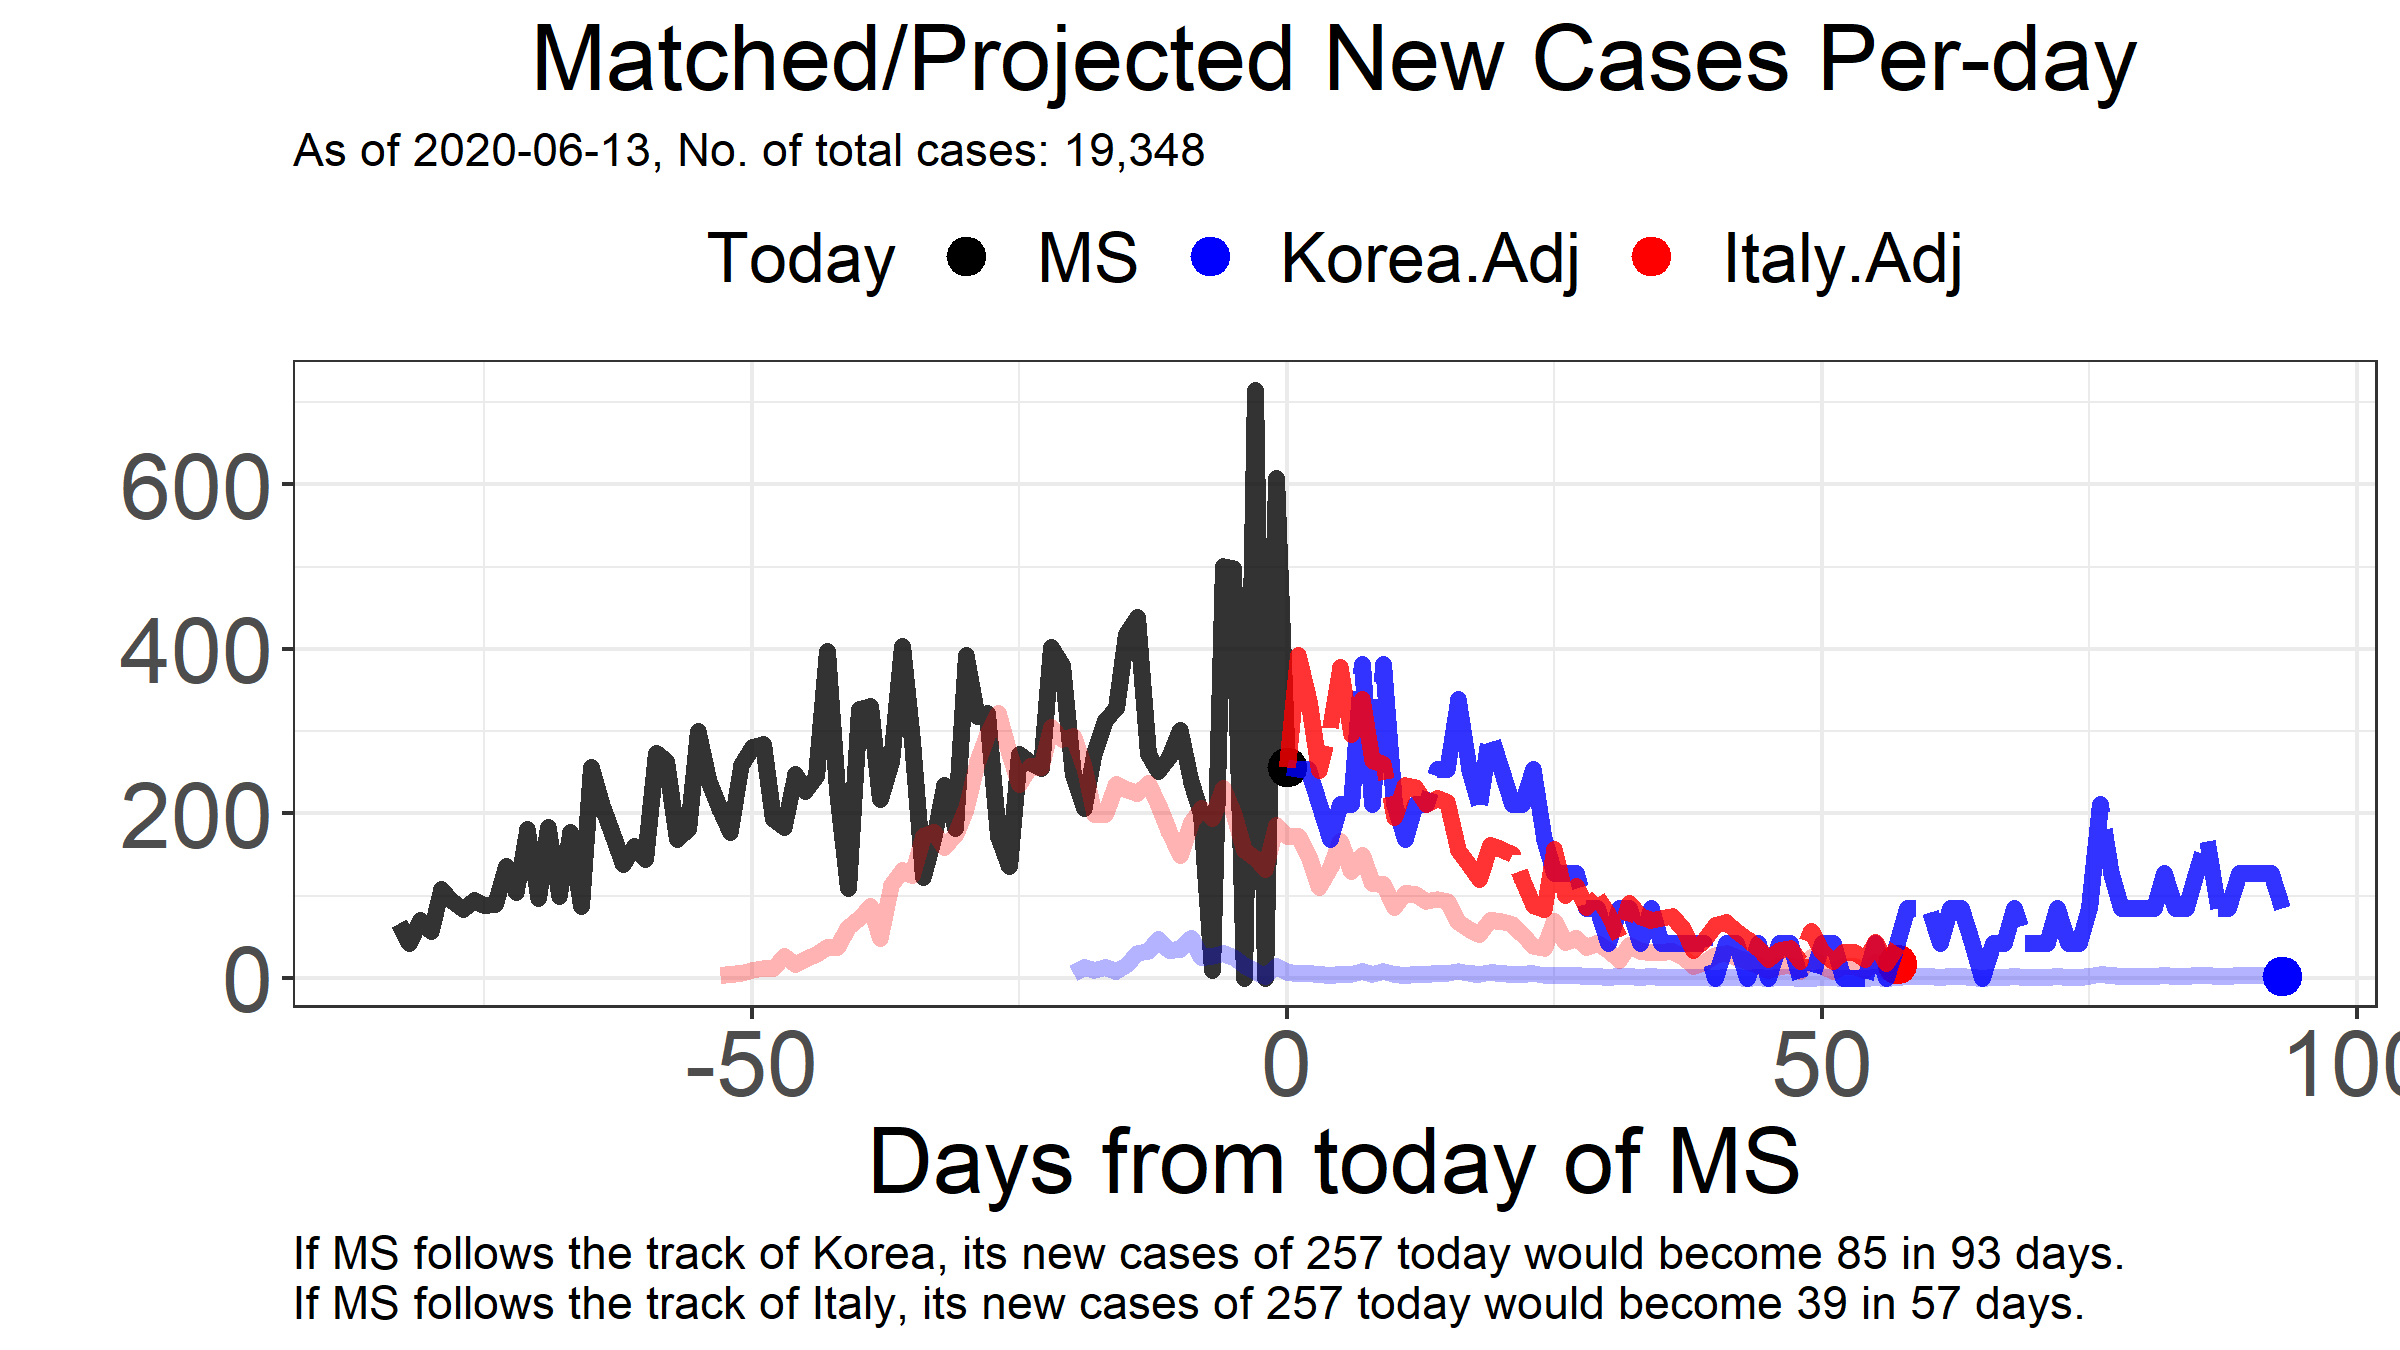 Matched/Projected New Cases Per-day
As of 2020-06-13, No. of total cases: 19,348
Today MS Korea.Adj Italy.Adj
600
400
200
0
-50 0 50 100
Days from today of MS
If MS follows the track of Korea, its new cases of 257 today would become 85 in 93 days.
If MS follows the track of Italy, its new cases of 257 today would become 39 in 57 days.